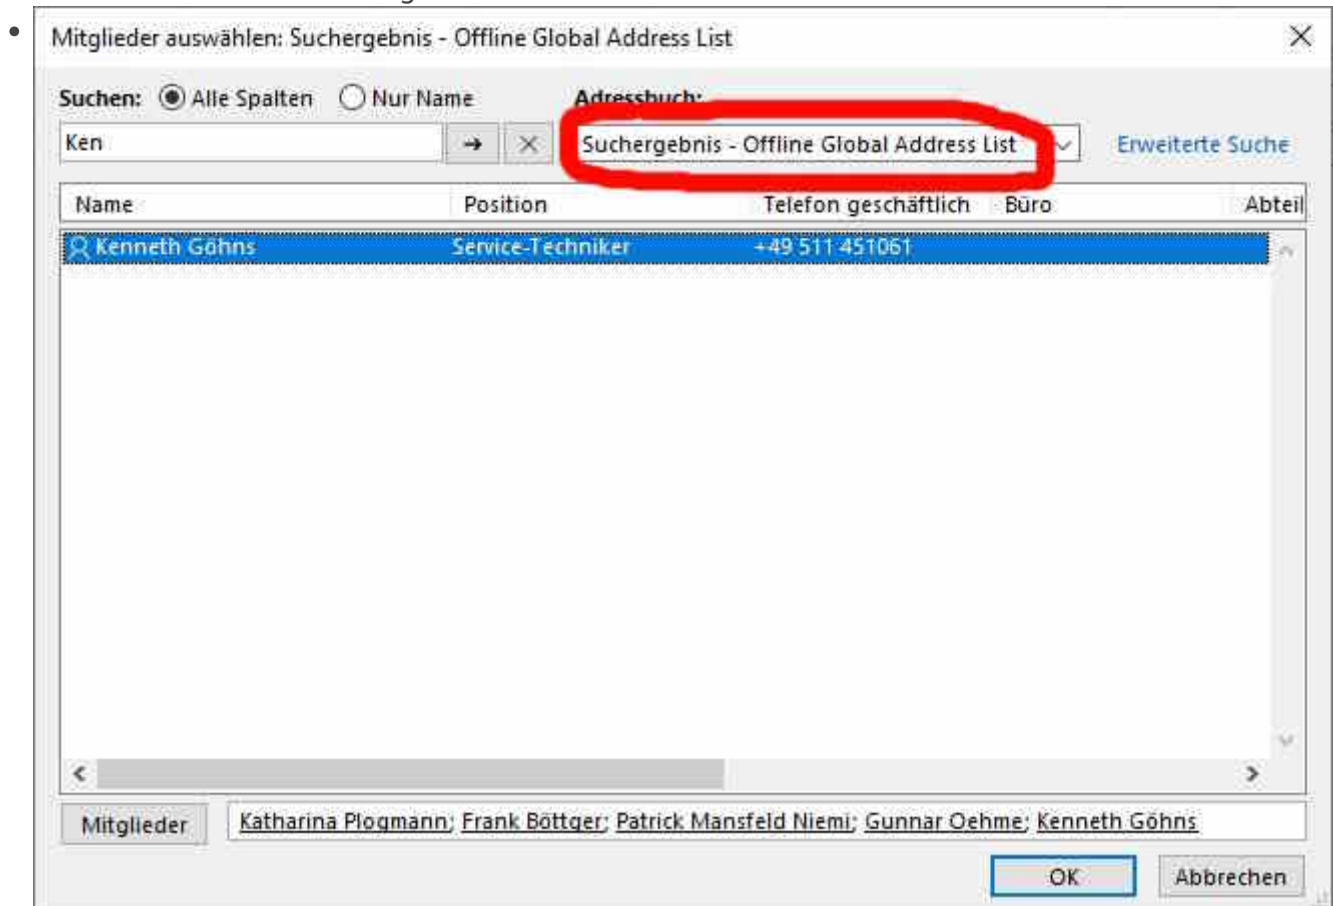 Mitglieder auswählen: Suchergebnis - Offline Global Address List
Suchen: Alle Spalten Nur Name Adressbuch:
Ken Suchergebnis - Offline Global Address List Erweiterte Suche
Name Position Telefon geschäftlich Büro Abteil
Kenneth Göhns Service-Techniker +49 511 451061
Mitglieder Katharina Plogmann; Frank Böttger; Patrick Mansfeld Niemi; Gunnar Oehme; Kenneth Göhns
OK Abbrechen